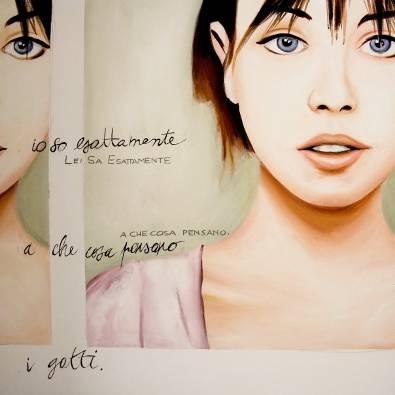 io so esattamente
LEI SA ESATTAMENTE
A CHE COSA PENSANO.
a che cosa pensano
i gatti.